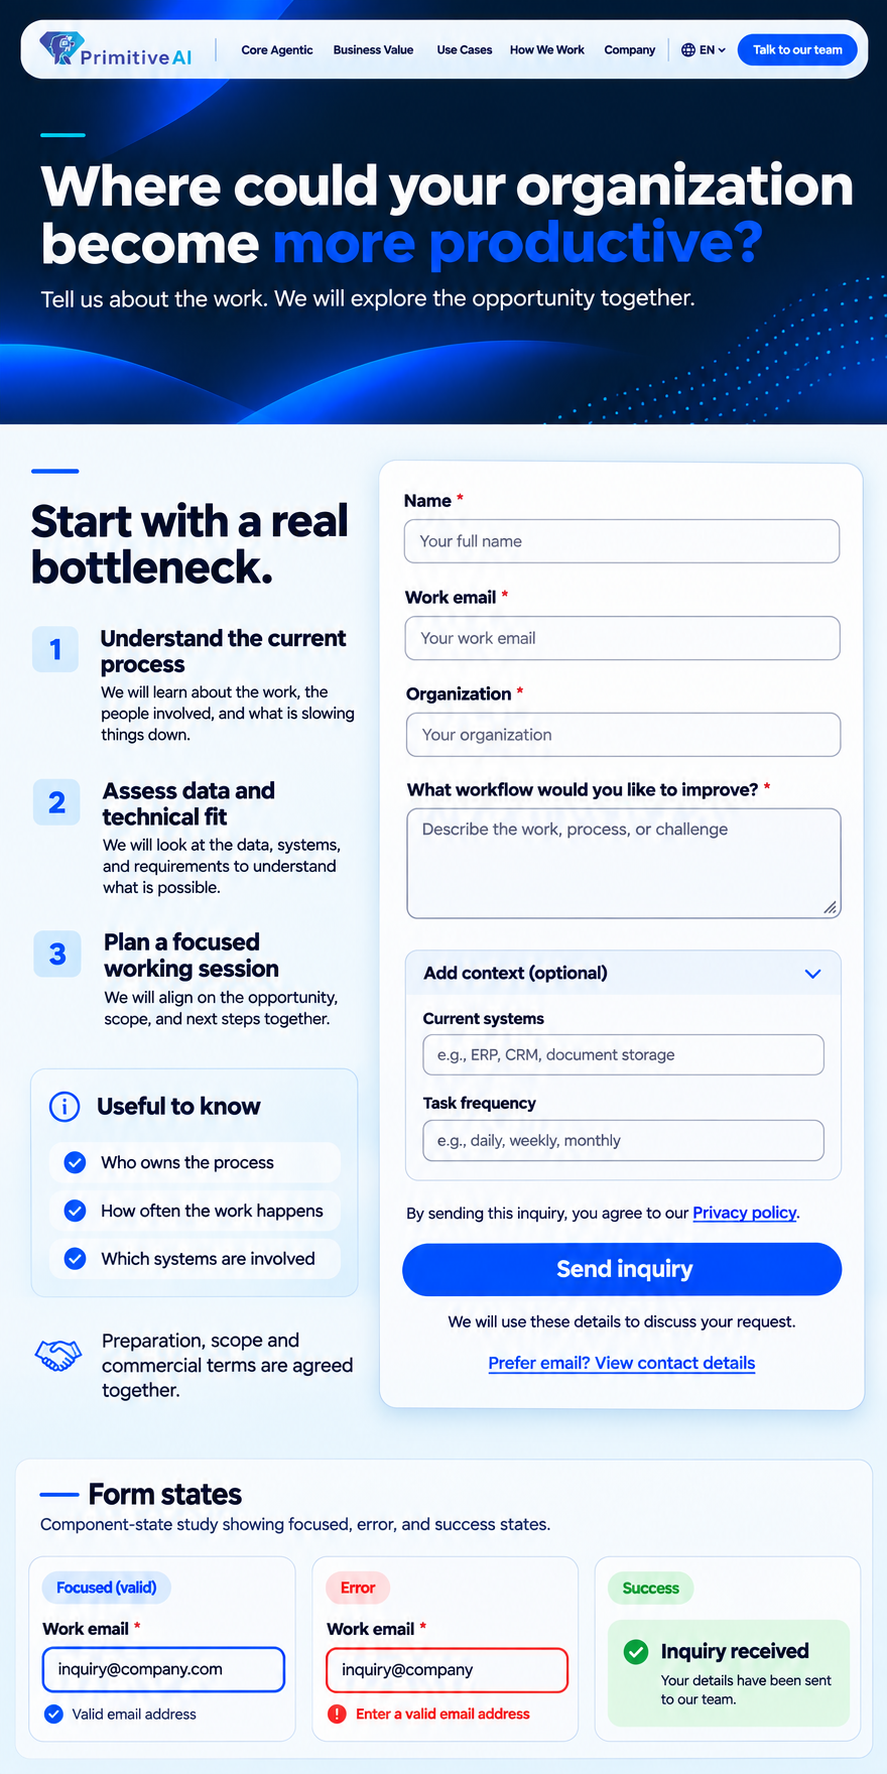 PrimitiveAI
Core Agentic
Business Value
Use Cases
How We Work
Company
EN
Talk to our team
Where could your organization
become more productive?
Tell us about the work. We will explore the opportunity together.
Start with a real
bottleneck.
1
Understand the current
process
We will learn about the work, the
people involved, and what is slowing
things down.
2
Assess data and
technical fit
We will look at the data, systems,
and requirements to understand
what is possible.
3
Plan a focused
working session
We will align on the opportunity,
scope, and next steps together.
Useful to know
Who owns the process
How often the work happens
Which systems are involved
Preparation, scope and
commercial terms are agreed
together.
Name *
Your full name
Work email *
Your work email
Organization *
Your organization
What workflow would you like to improve? *
Describe the work, process, or challenge
Add context (optional)
Current systems
e.g., ERP, CRM, document storage
Task frequency
e.g., daily, weekly, monthly
By sending this inquiry, you agree to our Privacy policy.
Send inquiry
We will use these details to discuss your request.
Prefer email? View contact details
Form states
Component-state study showing focused, error, and success states.
Focused (valid)
Work email *
inquiry@company.com
Valid email address
Error
Work email *
inquiry@company
Enter a valid email address
Success
Inquiry received
Your details have been sent
to our team.